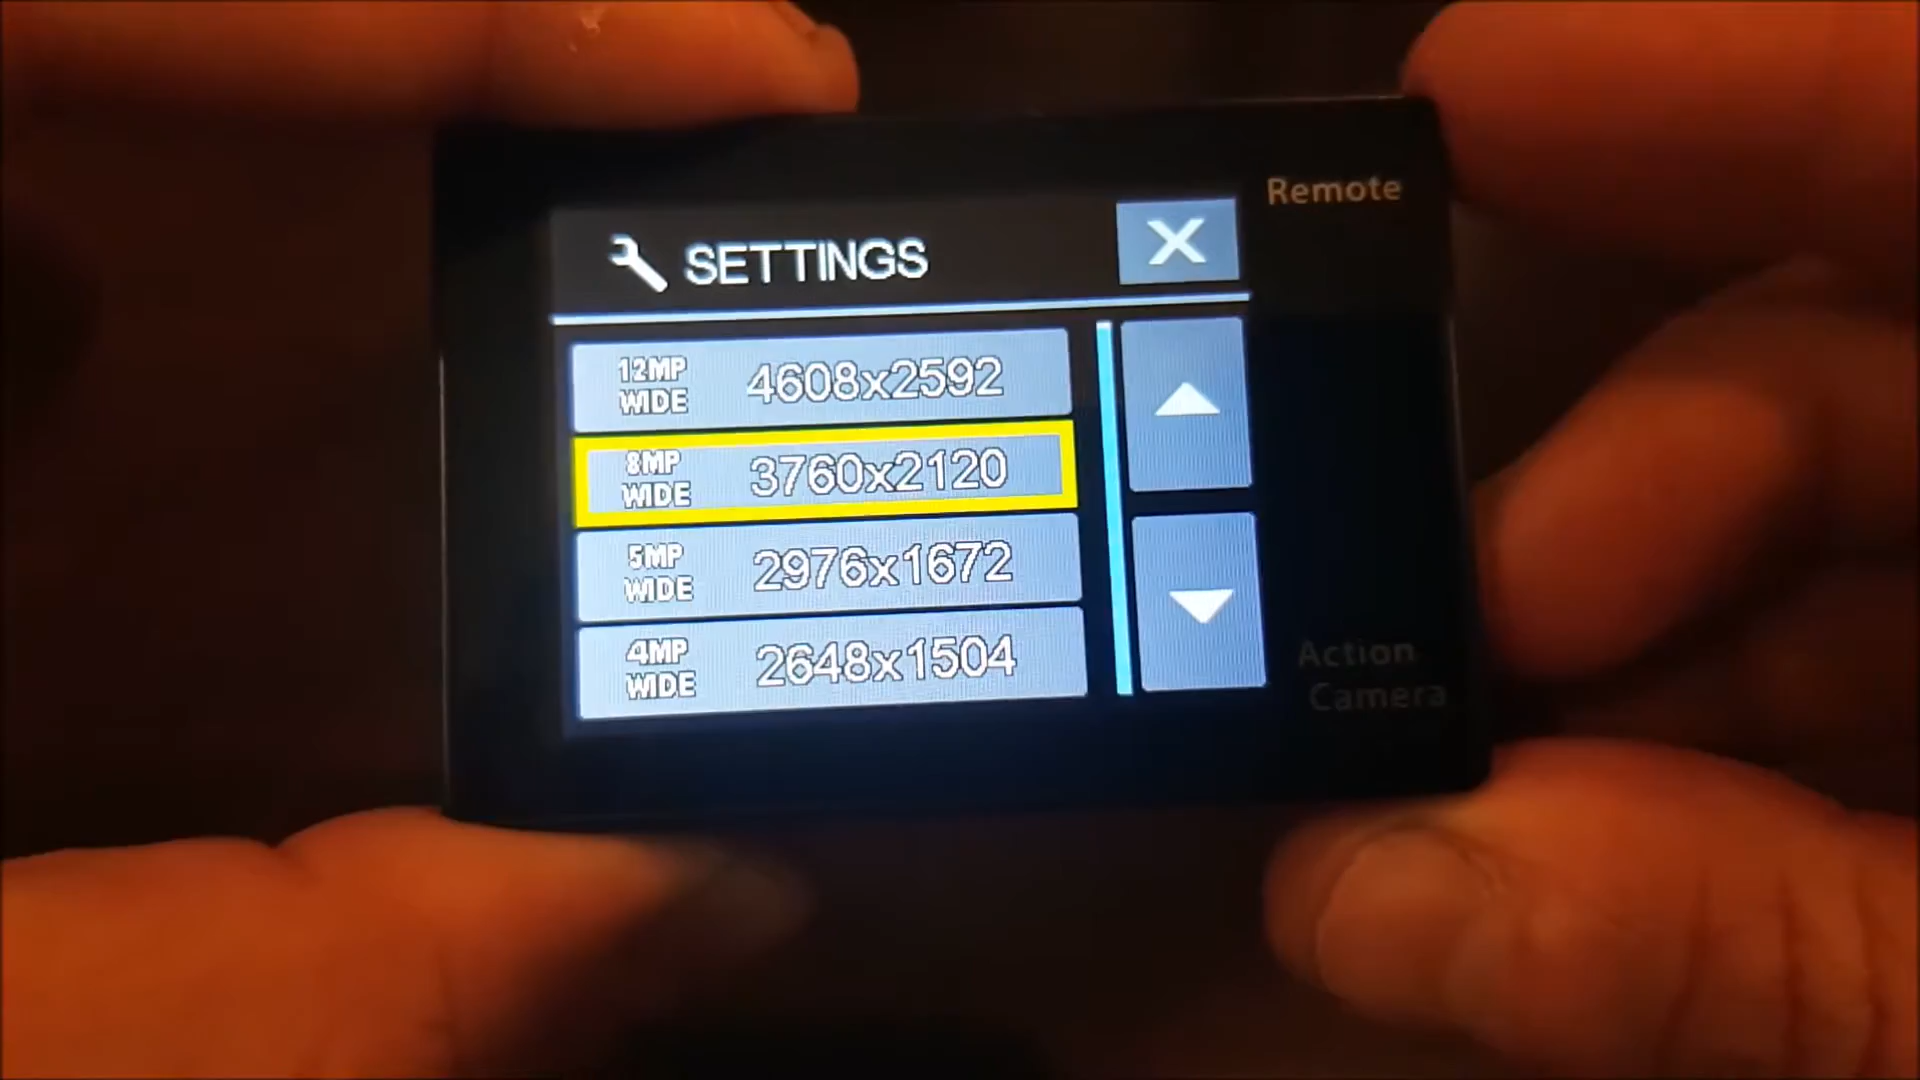 Remote
SETTINGS
12MP WIDE 4608x2592
8MP WIDE 3760x2120
5MP WIDE 2976x1672
4MP WIDE 2648x1504
Action
Camera